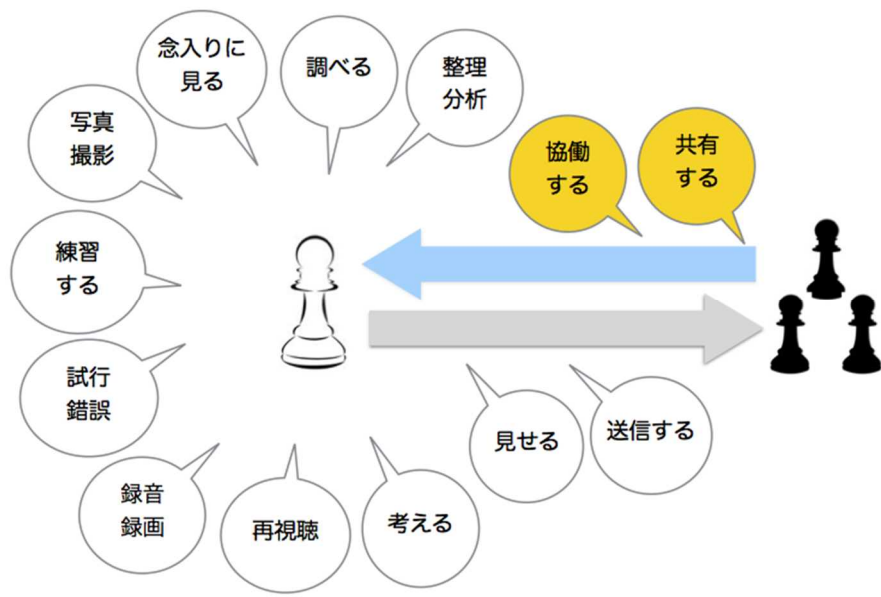 念入りに
見る
調べる
整理
分析
写真
撮影
協働
する
共有
する
練習
する
試行
錯誤
録音
録画
再視聴
考える
見せる
送信する